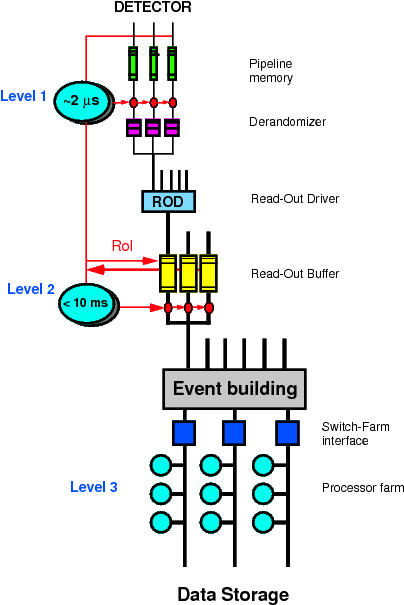 DETECTOR
Pipeline
memory
Level 1
~2 µs
Derandomizer
ROD
Read-Out Driver
RoI
Read-Out Buffer
Level 2
< 10 ms
Event building
Switch-Farm
interface
Level 3
Processor farm
Data Storage